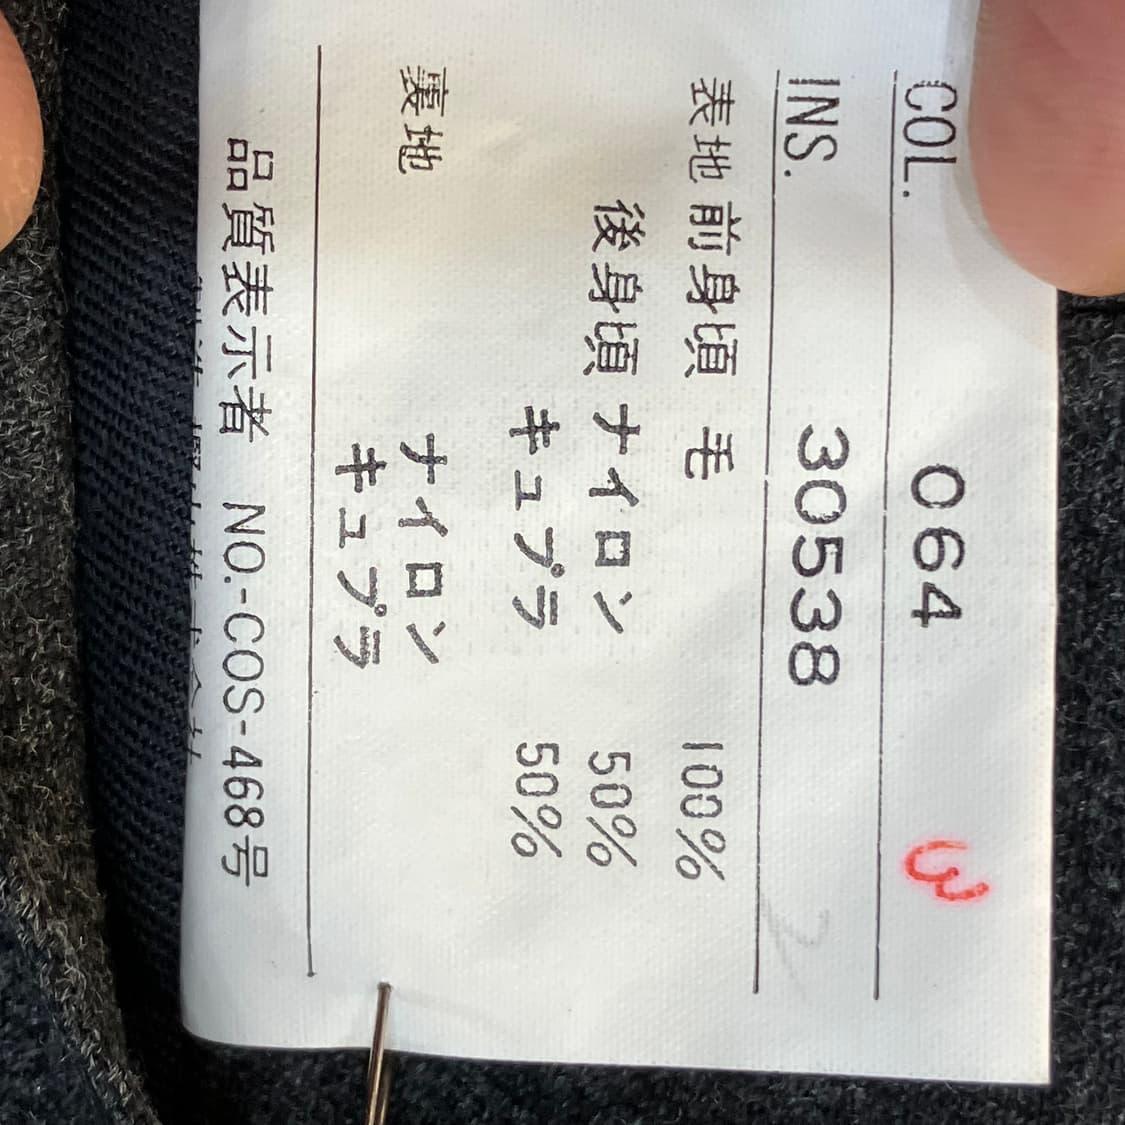 COL. 064 3
INS. 30538
表地 前身頃 毛 100%
後身頃 ナイロン 50%
キュプラ 50%
裏地 ナイロン
キュプラ
品質表示者 NO.-COS-468号